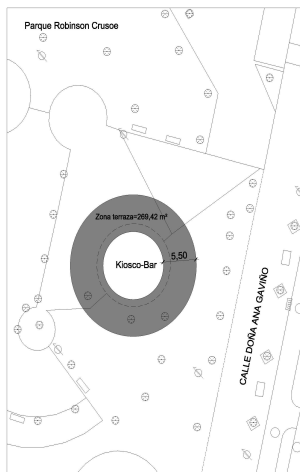 Parque Robinson Crusoe
Zona terraza=269,42 m²
Kiosco-Bar
5,50
CALLE DOÑA ANA GAVIÑO